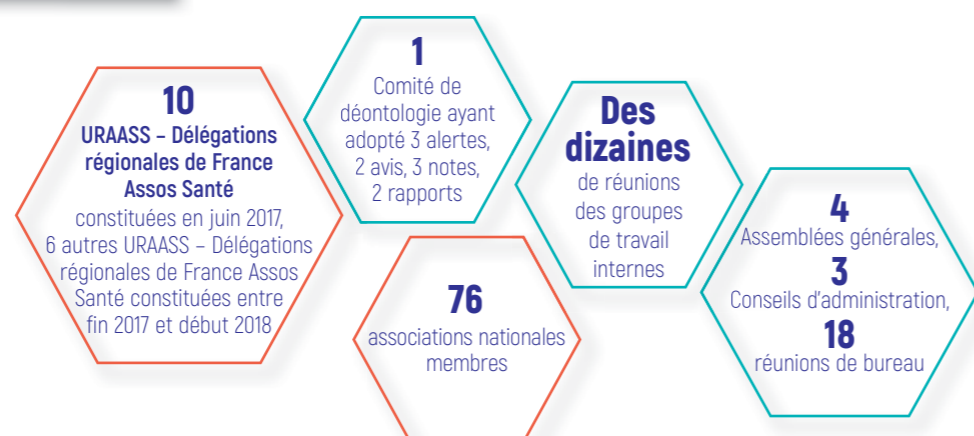 10
URAASS – Délégations
régionales de France
Assos Santé
constituées en juin 2017,
6 autres URAASS – Délégations
régionales de France Assos
Santé constituées entre
fin 2017 et début 2018
1
Comité de
déontologie ayant
adopté 3 alertes,
2 avis, 3 notes,
2 rapports
76
associations nationales
membres
Des
dizaines
de réunions
des groupes
de travail
internes
4
Assemblées générales,
3
Conseils d'administration,
18
réunions de bureau